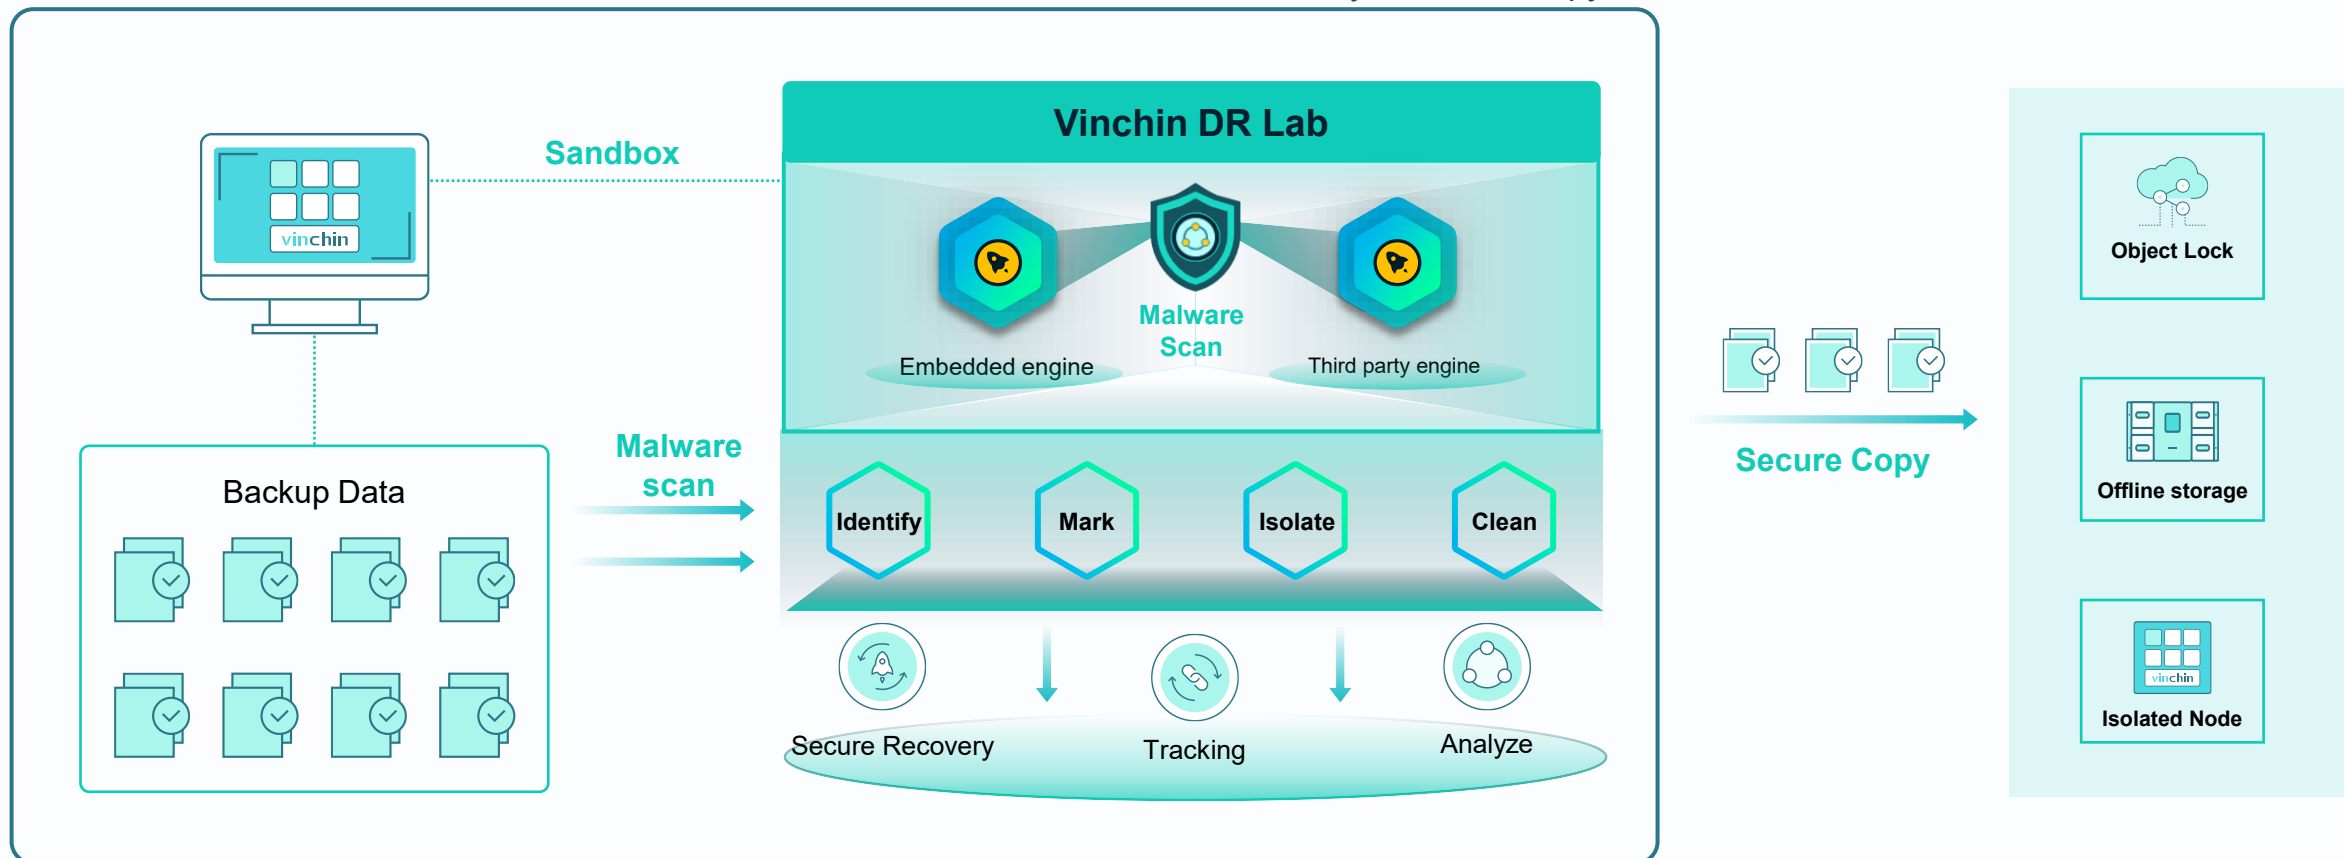 Vinchin DR Lab
Sandbox
vinchin
Malware
Scan
Embedded engine
Third party engine
Malware
scan
Backup Data
Identify
Mark
Isolate
Clean
Secure Recovery
Tracking
Analyze
Secure Copy
Object Lock
Offline storage
vinchin
Isolated Node